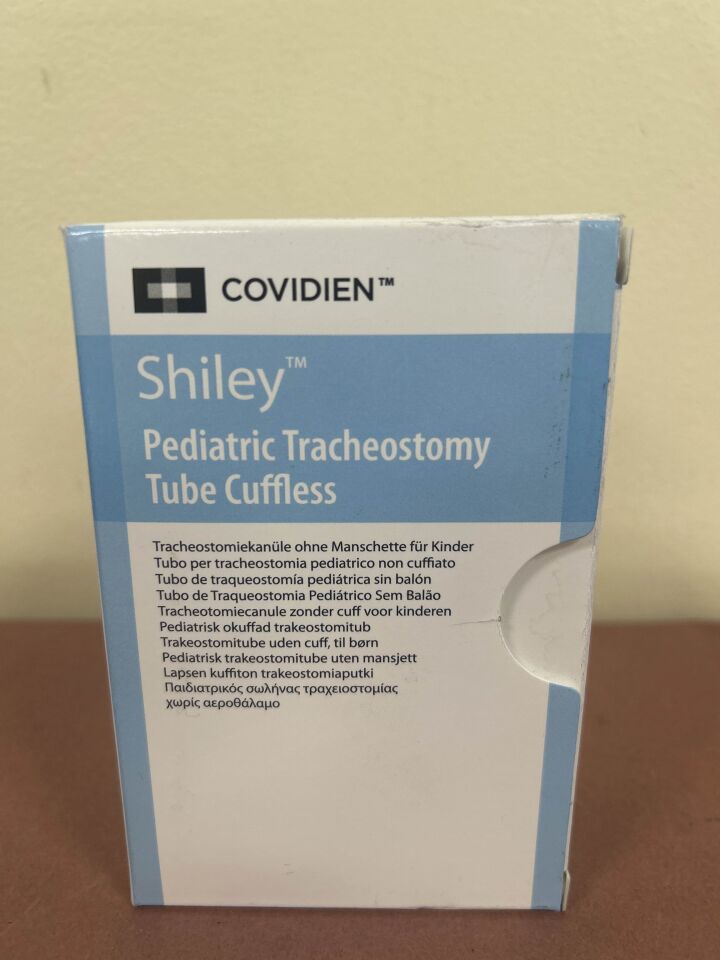 COVIDIEN™
Shiley™
Pediatric Tracheostomy
Tube Cuffless
Tracheostomiekanüle ohne Manschette für Kinder
Tubo per tracheostomia pediatrico non cuffiato
Tubo de traqueostomía pediátrica sin balón
Tubo de Traqueostomia Pediátrico Sem Balão
Tracheotomiecanule zonder cuff voor kinderen
Pediatrisk okuffad trakeostomitub
Trakeostomitube uden cuff, til børn
Pediatrisk trakeostomitube uten mansjett
Lapsen kuffiton trakeostomiaputki
Παιδιατρικός σωλήνας τραχειοστομίας
χωρίς αεροθάλαμο